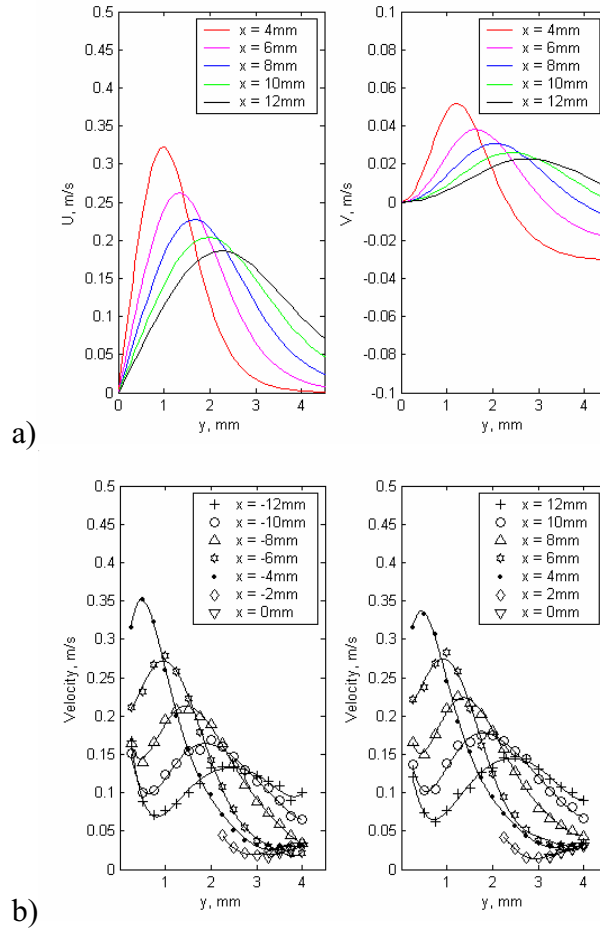 0.5
0.45
0.4
0.35
0.3
0.25
0.2
0.15
0.1
0.05
0
U, m/s
0 1 2 3 4
y, mm
x = 4mm
x = 6mm
x = 8mm
x = 10mm
x = 12mm
0.1
0.08
0.06
0.04
0.02
0
-0.02
-0.04
-0.06
-0.08
-0.1
V, m/s
0 1 2 3 4
y, mm
x = 4mm
x = 6mm
x = 8mm
x = 10mm
x = 12mm
a)
0.5
0.45
0.4
0.35
0.3
0.25
0.2
0.15
0.1
0.05
0
Velocity, m/s
0 1 2 3 4
y, mm
x = -12mm
x = -10mm
x = -8mm
x = -6mm
x = -4mm
x = -2mm
x = 0mm
0.5
0.45
0.4
0.35
0.3
0.25
0.2
0.15
0.1
0.05
0
Velocity, m/s
0 1 2 3 4
y, mm
x = 12mm
x = 10mm
x = 8mm
x = 6mm
x = 4mm
x = 2mm
x = 0mm
b)